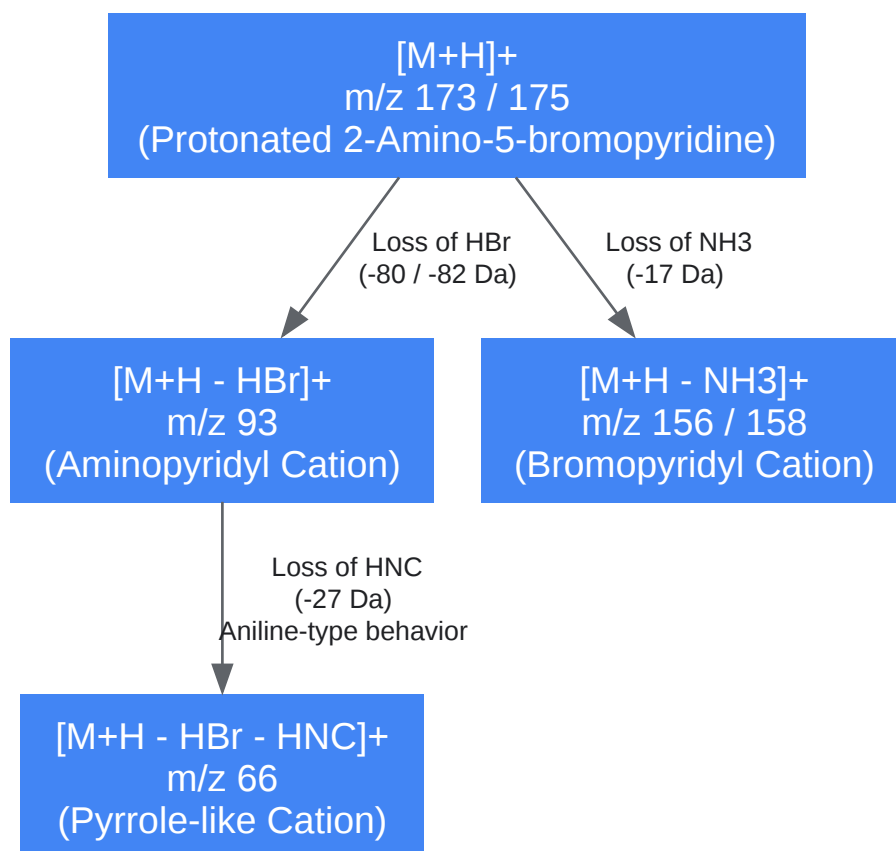 [M+H]+
m/z 173 / 175
(Protonated 2-Amino-5-bromopyridine)
Loss of HBr
(-80 / -82 Da)
Loss of NH3
(-17 Da)
[M+H - HBr]+
m/z 93
(Aminopyridyl Cation)
[M+H - NH3]+
m/z 156 / 158
(Bromopyridyl Cation)
Loss of HNC
(-27 Da)
Aniline-type behavior
[M+H - HBr - HNC]+
m/z 66
(Pyrrole-like Cation)